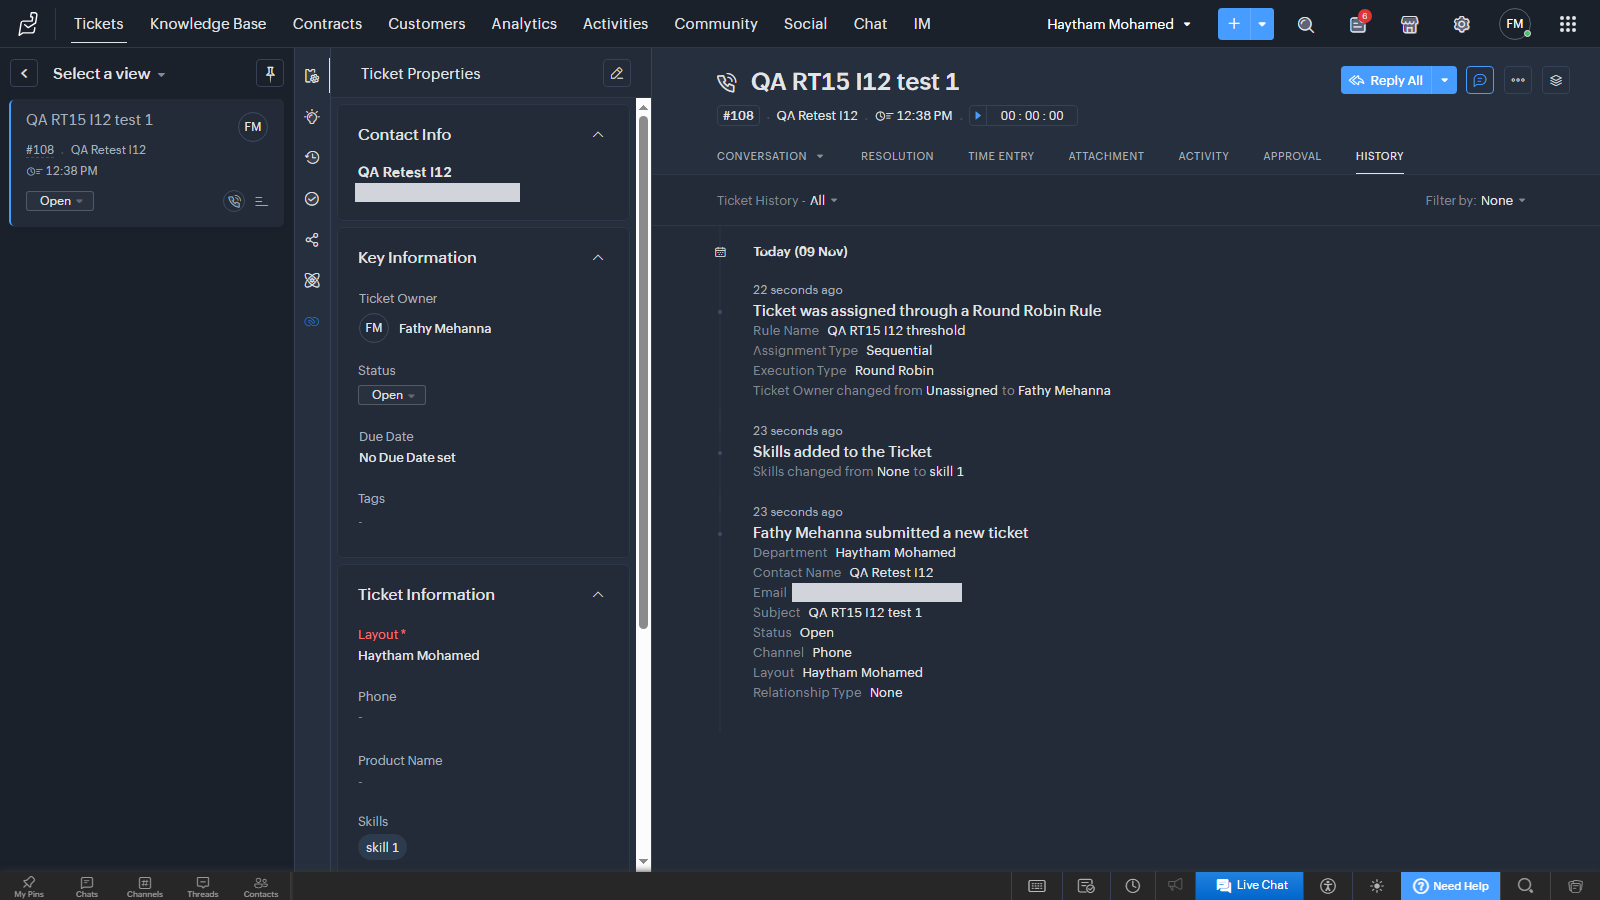 Tickets
Knowledge Base
Contracts
Customers
Analytics
Activities
Community
Social
Chat
IM
Haytham Mohamed
6
FM
Select a view
QA RT15 I12 test 1
FM
#108 . QA Retest I12
12:38 PM
Open
Ticket Properties
Contact Info
QA Retest I12
Key Information
Ticket Owner
FM Fathy Mehanna
Status
Open
Due Date
No Due Date set
Tags
-
Ticket Information
Layout *
Haytham Mohamed
Phone
-
Product Name
-
Skills
skill 1
QA RT15 I12 test 1
Reply All
#108 . QA Retest I12 . 12:38 PM . 00 : 00 : 00
CONVERSATION
RESOLUTION
TIME ENTRY
ATTACHMENT
ACTIVITY
APPROVAL
HISTORY
Ticket History - All
Filter by: None
Today (09 Nov)
22 seconds ago
Ticket was assigned through a Round Robin Rule
Rule Name QA RT15 I12 threshold
Assignment Type Sequential
Execution Type Round Robin
Ticket Owner changed from Unassigned to Fathy Mehanna
23 seconds ago
Skills added to the Ticket
Skills changed from None to skill 1
23 seconds ago
Fathy Mehanna submitted a new ticket
Department Haytham Mohamed
Contact Name QA Retest I12
Email
Subject QA RT15 I12 test 1
Status Open
Channel Phone
Layout Haytham Mohamed
Relationship Type None
My Pins
Chats
Channels
Threads
Contacts
Live Chat
Need Help